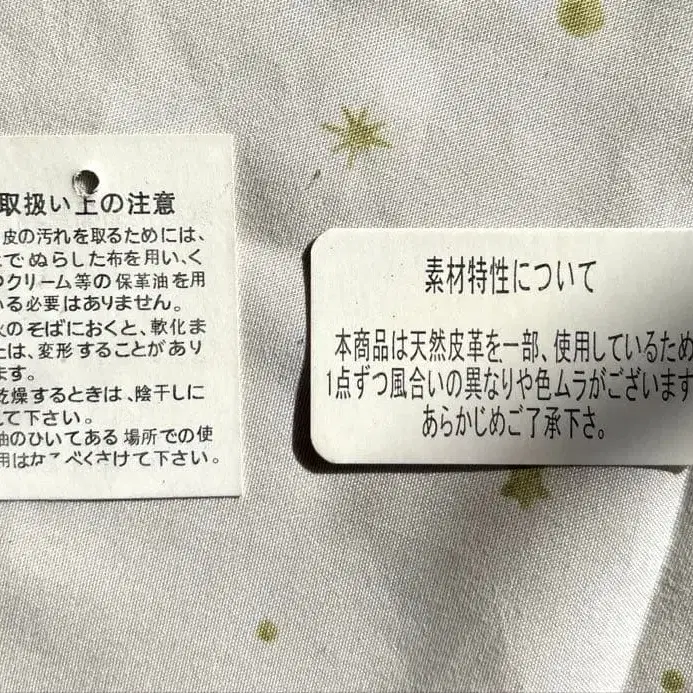 取扱い上の注意
皮の汚れを取るためには、
でぬらした布を用い、く
クリーム等の保革油を用
いる必要はありません。
のそばにおくと、軟化ま
たは、変形することがあり
ます。
乾燥するときは、陰干しに
して下さい。
油のひいてある場所での使
用はなるべくさけて下さい。
素材特性について
本商品は天然皮革を一部、使用しているため
1点ずつ風合いの異なりや色ムラがございます
あらかじめご了承下さ。